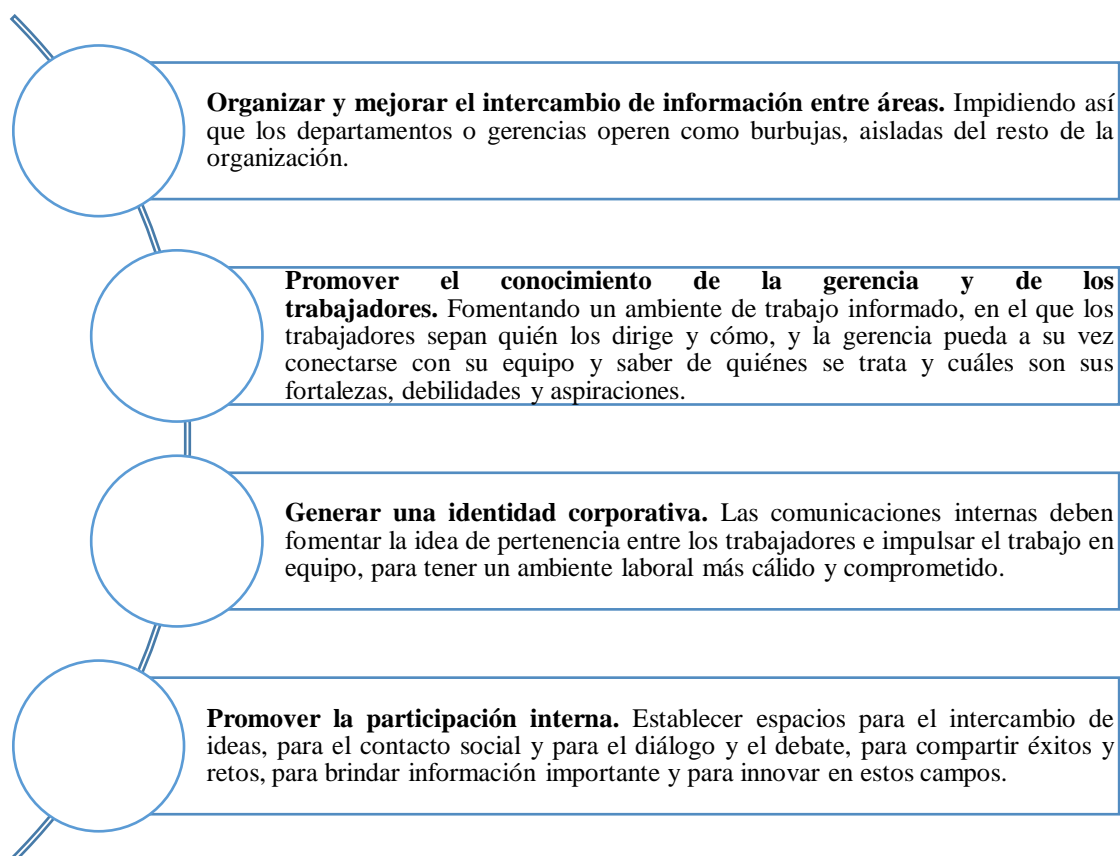 Organizar y mejorar el intercambio de información entre áreas. Impidiendo así
que los departamentos o gerencias operen como burbujas, aisladas del resto de la
organización.
Promover el conocimiento de la gerencia y de los
trabajadores. Fomentando un ambiente de trabajo informado, en el que los
trabajadores sepan quién los dirige y cómo, y la gerencia pueda a su vez
conectarse con su equipo y saber de quiénes se trata y cuáles son sus
fortalezas, debilidades y aspiraciones.
Generar una identidad corporativa. Las comunicaciones internas deben
fomentar la idea de pertenencia entre los trabajadores e impulsar el trabajo en
equipo, para tener un ambiente laboral más cálido y comprometido.
Promover la participación interna. Establecer espacios para el intercambio de
ideas, para el contacto social y para el diálogo y el debate, para compartir éxitos y
retos, para brindar información importante y para innovar en estos campos.